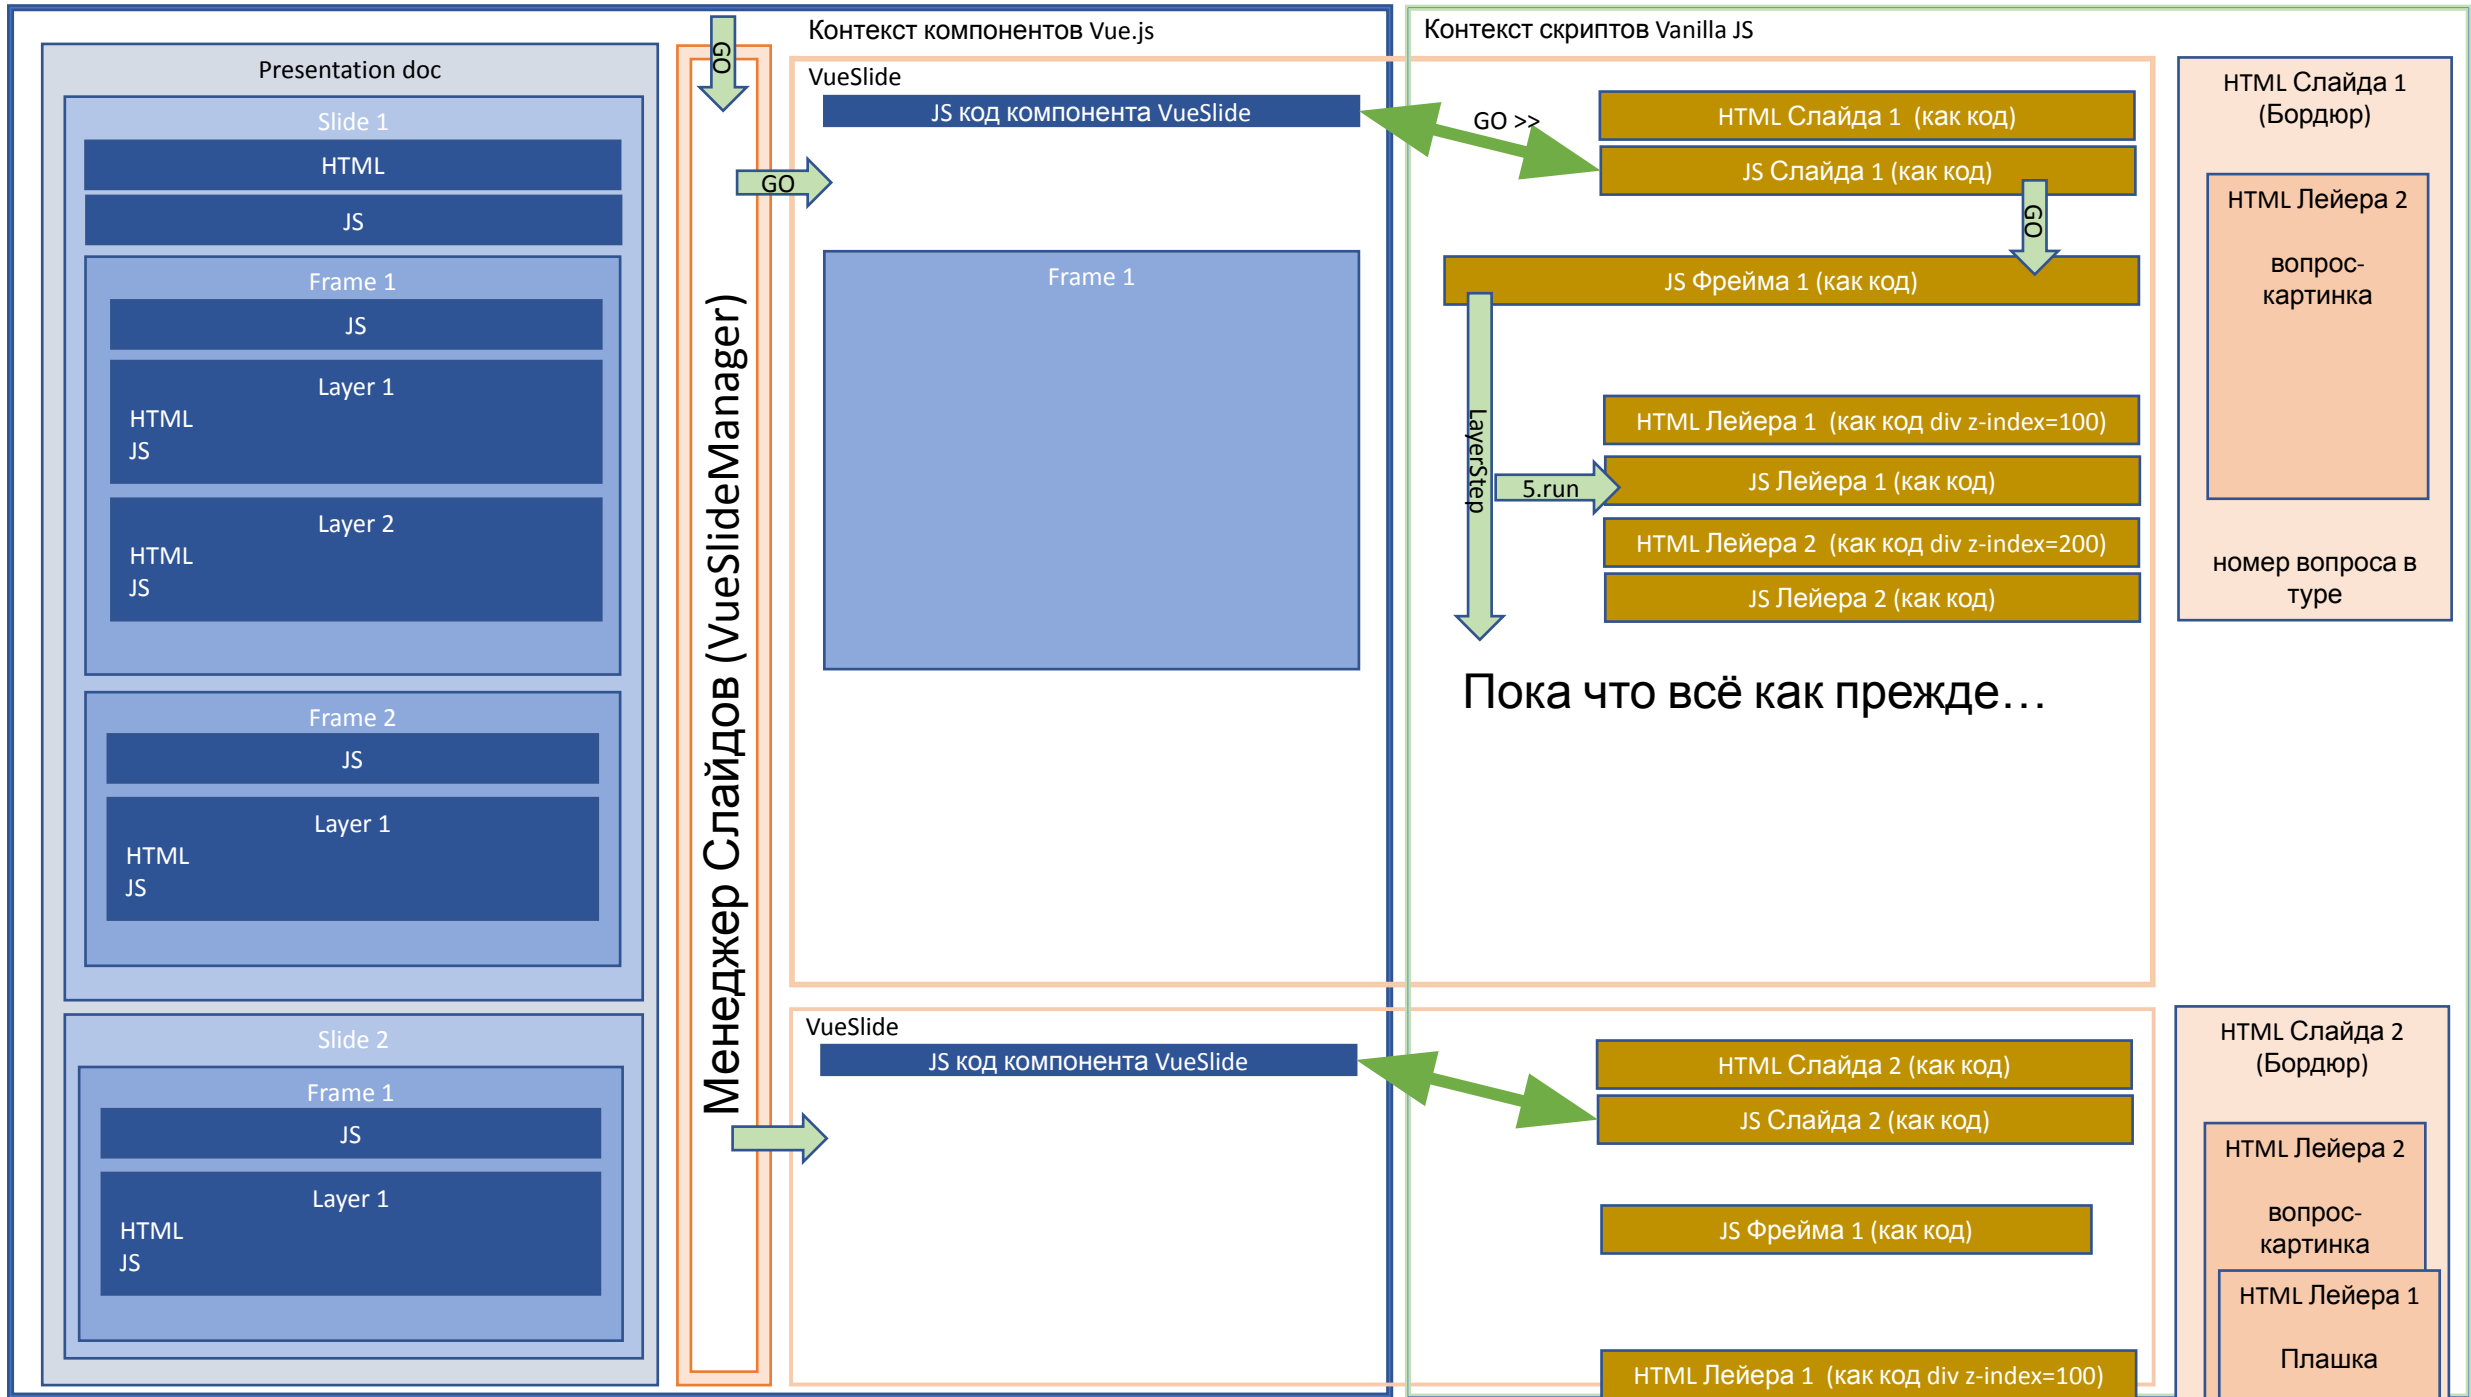 Контекст компонентов Vue.js
Контекст скриптов Vanilla JS
Presentation doc
Slide 1
HTML
JS
Frame 1
JS
Layer 1
HTML
JS
Layer 2
HTML
JS
Frame 2
JS
Layer 1
HTML
JS
Slide 2
Frame 1
JS
Layer 1
HTML
JS
GO
Менеджер Слайдов (VueSlideManager)
GO
VueSlide
JS код компонента VueSlide
Frame 1
GO >>
HTML Слайда 1 (как код)
JS Слайда 1 (как код)
GO
JS Фрейма 1 (как код)
LayerStep
HTML Лейера 1 (как код div z-index=100)
5.run
JS Лейера 1 (как код)
HTML Лейера 2 (как код div z-index=200)
JS Лейера 2 (как код)
Пока что всё как прежде...
HTML Слайда 1
(Бордюр)
HTML Лейера 2
вопрос-
картинка
номер вопроса в
туре
VueSlide
JS код компонента VueSlide
HTML Слайда 2 (как код)
JS Слайда 2 (как код)
JS Фрейма 1 (как код)
HTML Лейера 1 (как код div z-index=100)
HTML Слайда 2
(Бордюр)
HTML Лейера 2
вопрос-
картинка
HTML Лейера 1
Плашка